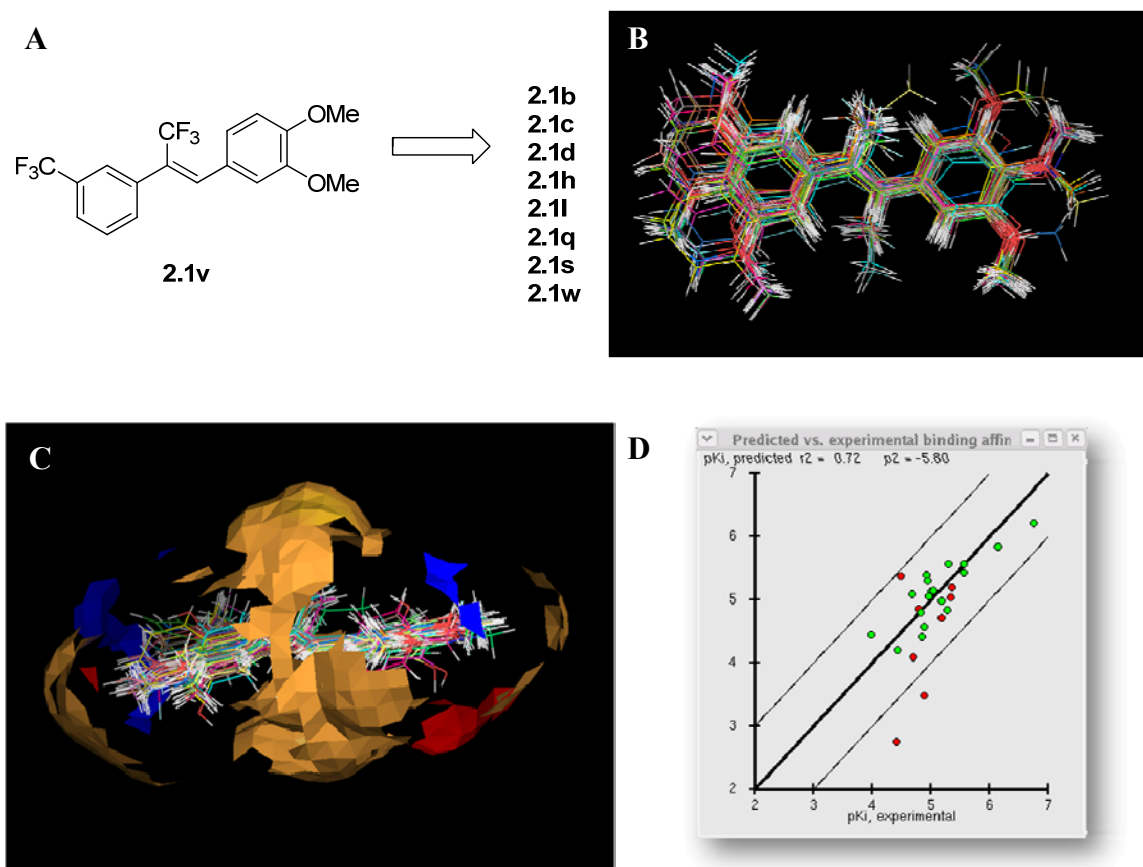 A
CF3
F3C
OMe
OMe
2.1v
2.1b
2.1c
2.1d
2.1h
2.1l
2.1q
2.1s
2.1w
B
C
D
Predicted vs. experimental binding affin
pKi, predicted r2 = 0.72 p2 = -5.80
7
6
5
4
3
2
2 3 4 5 6 7
pKi, experimental